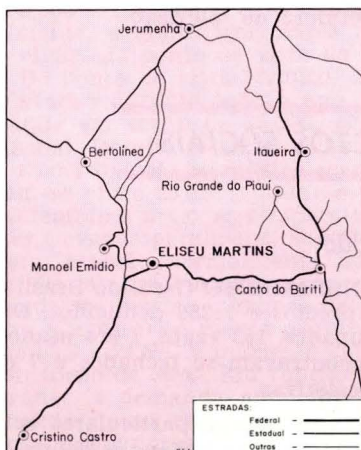 Jerumenha
Bertolínea
Itaueira
Rio Grande do Piauí
ELISEU MARTINS
Manoel Emídio
Canto do Buriti
Cristino Castro
ESTRADAS:
Federal -
Estadual -
Outras -